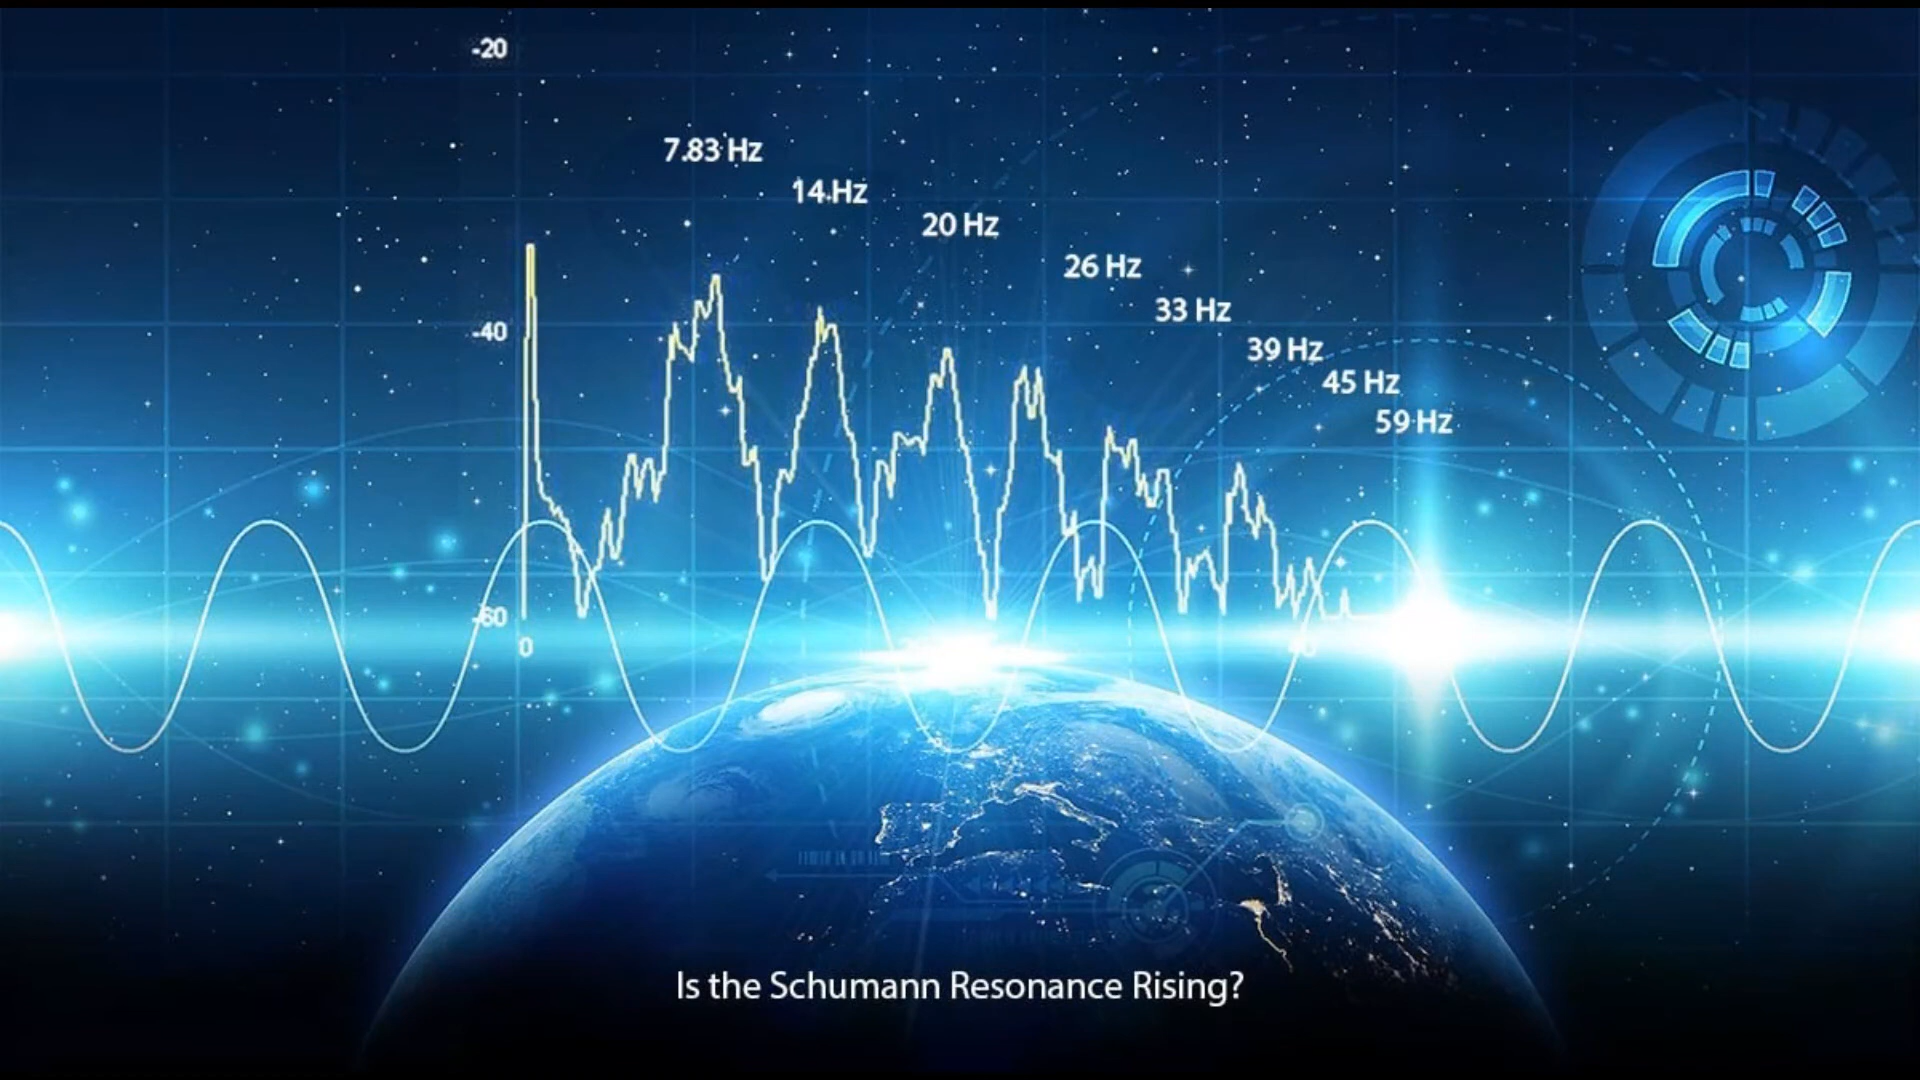 -20
7.83 Hz
14 Hz
20 Hz
26 Hz
33 Hz
-40
39 Hz
45 Hz
59 Hz
-60
0
Is the Schumann Resonance Rising?